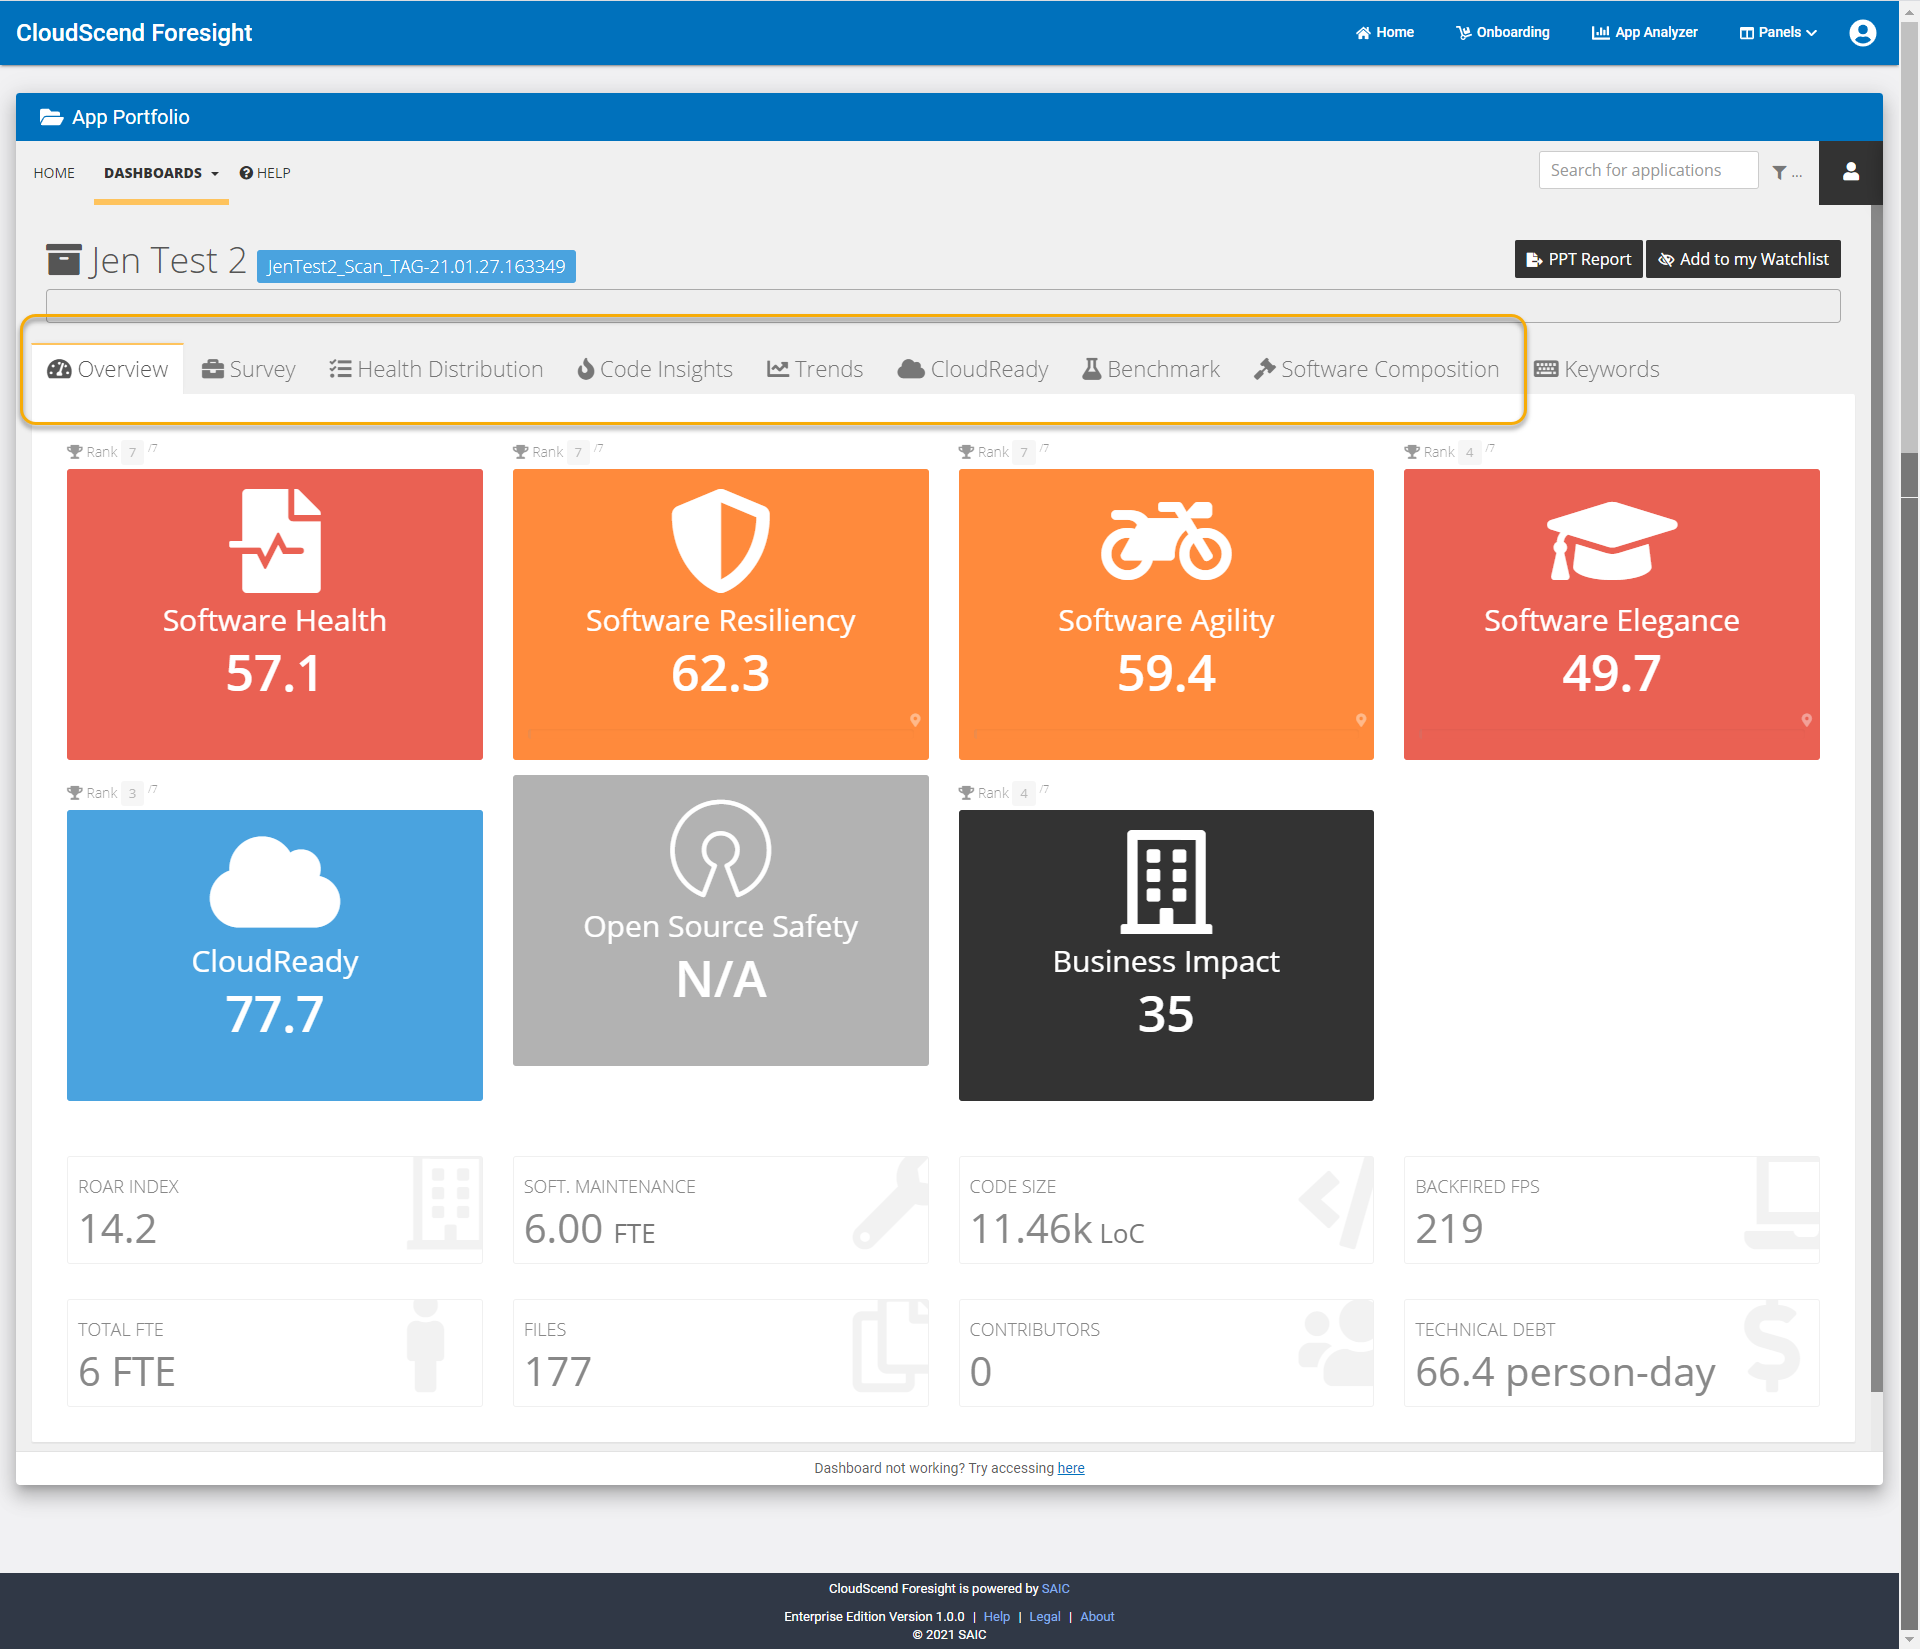 CloudScend Foresight
Home Onboarding App Analyzer Panels
App Portfolio
HOME DASHBOARDS HELP
Search for applications ...
Jen Test 2 JenTest2_Scan_TAG-21.01.27.163349
PPT Report Add to my Watchlist
Overview Survey Health Distribution Code Insights Trends CloudReady Benchmark Software Composition Keywords
Rank 7 /7 Rank 7 /7 Rank 7 /7 Rank 4 /7
Software Health Software Resiliency Software Agility Software Elegance
57.1 62.3 59.4 49.7
Rank 3 /7 Rank 4 /7
Open Source Safety
CloudReady Business Impact
N/A
77.7 35
ROAR INDEX SOFT. MAINTENANCE CODE SIZE BACKFIRED FPS
14.2 6.00 FTE 11.46k LoC 219
TOTAL FTE FILES CONTRIBUTORS TECHNICAL DEBT
6 FTE 177 0 66.4 person-day
Dashboard not working? Try accessing here
CloudScend Foresight is powered by SAIC
Enterprise Edition Version 1.0.0 | Help | Legal | About
© 2021 SAIC